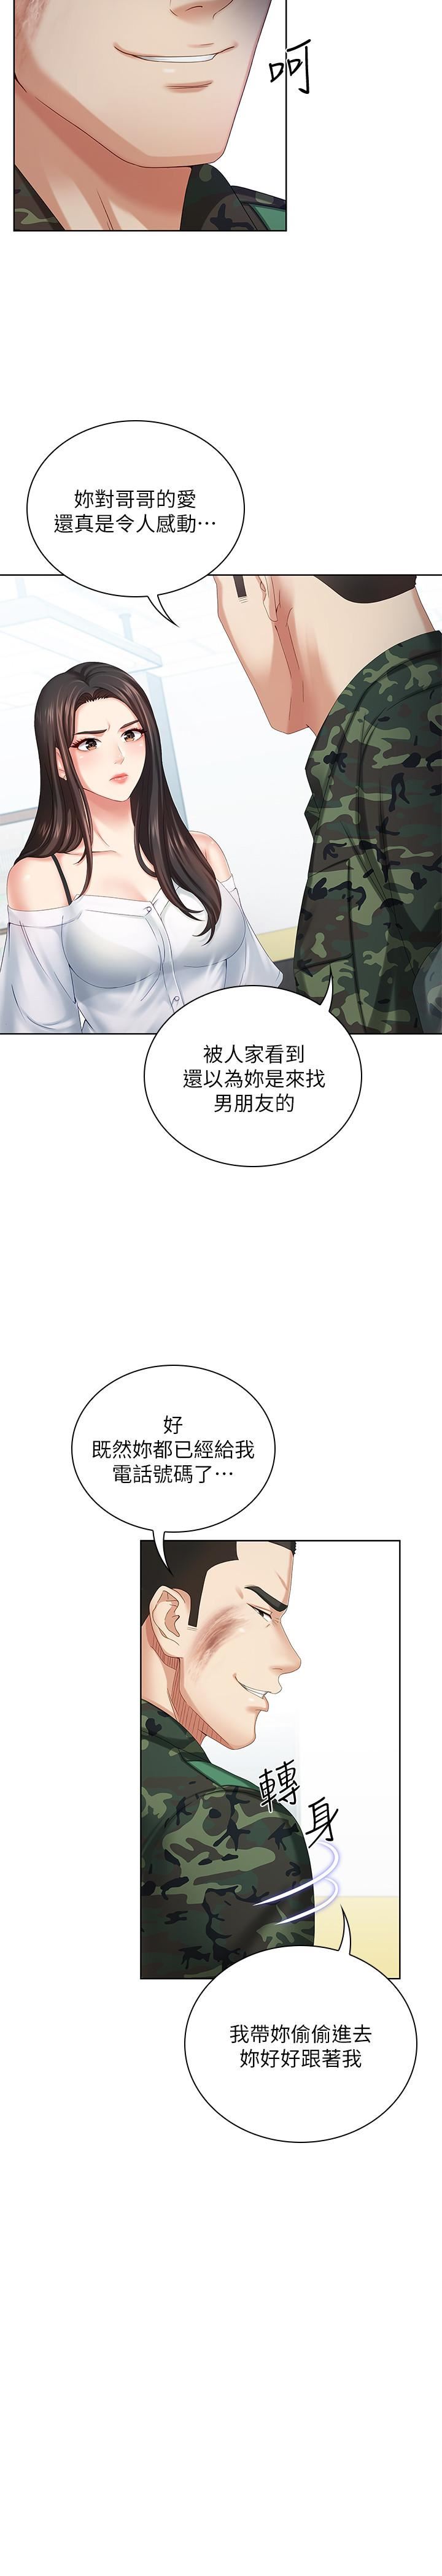 呵
妳對哥哥的愛
還真是令人感動⋯
被人家看到
還以為妳是來找
男朋友的
好
既然妳都已經給我
電話號碼了⋯
轉身
我帶妳偷偷進去
妳好好跟著我